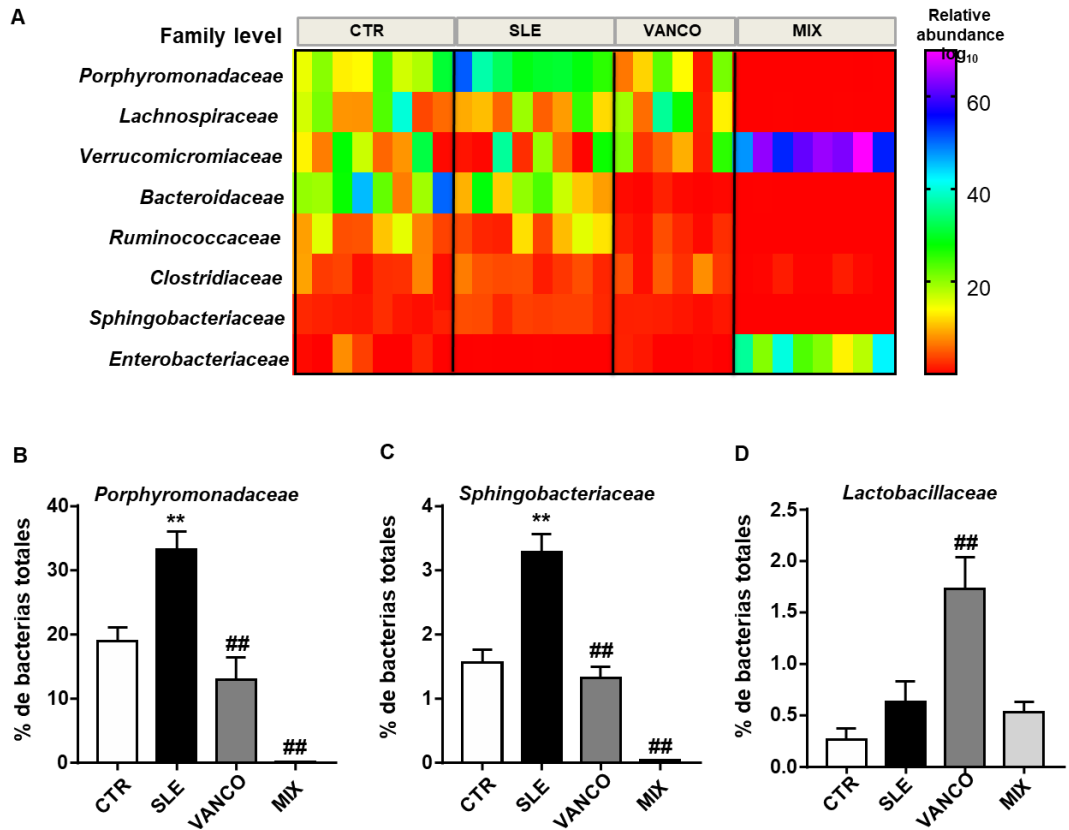 A
Family level
CTR
SLE
VANCO
MIX
Relative
abundance
log10
Porphyromonadaceae
Lachnospiraceae
Verrucomicromiaceae
Bacteroidaceae
Ruminococcaceae
Clostridiaceae
Sphingobacteriaceae
Enterobacteriaceae
60
40
20
B
Porphyromonadaceae
% de bacterias totales
40
30
20
10
0
**
##
##
CTR
SLE
VANCO
MIX
C
Sphingobacteriaceae
% de bacterias totales
4
3
2
1
0
**
##
##
CTR
SLE
VANCO
MIX
D
Lactobacillaceae
% de bacterias totales
2.5
2.0
1.5
1.0
0.5
0.0
##
CTR
SLE
VANCO
MIX